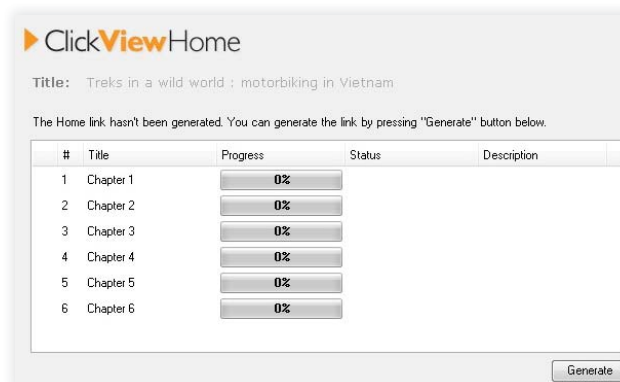 ClickViewHome
Title: Treks in a wild world : motorbiking in Vietnam
The Home link hasn't been generated. You can generate the link by pressing "Generate" button below.
# Title Progress Status Description
1 Chapter 1 0%
2 Chapter 2 0%
3 Chapter 3 0%
4 Chapter 4 0%
5 Chapter 5 0%
6 Chapter 6 0%
Generate